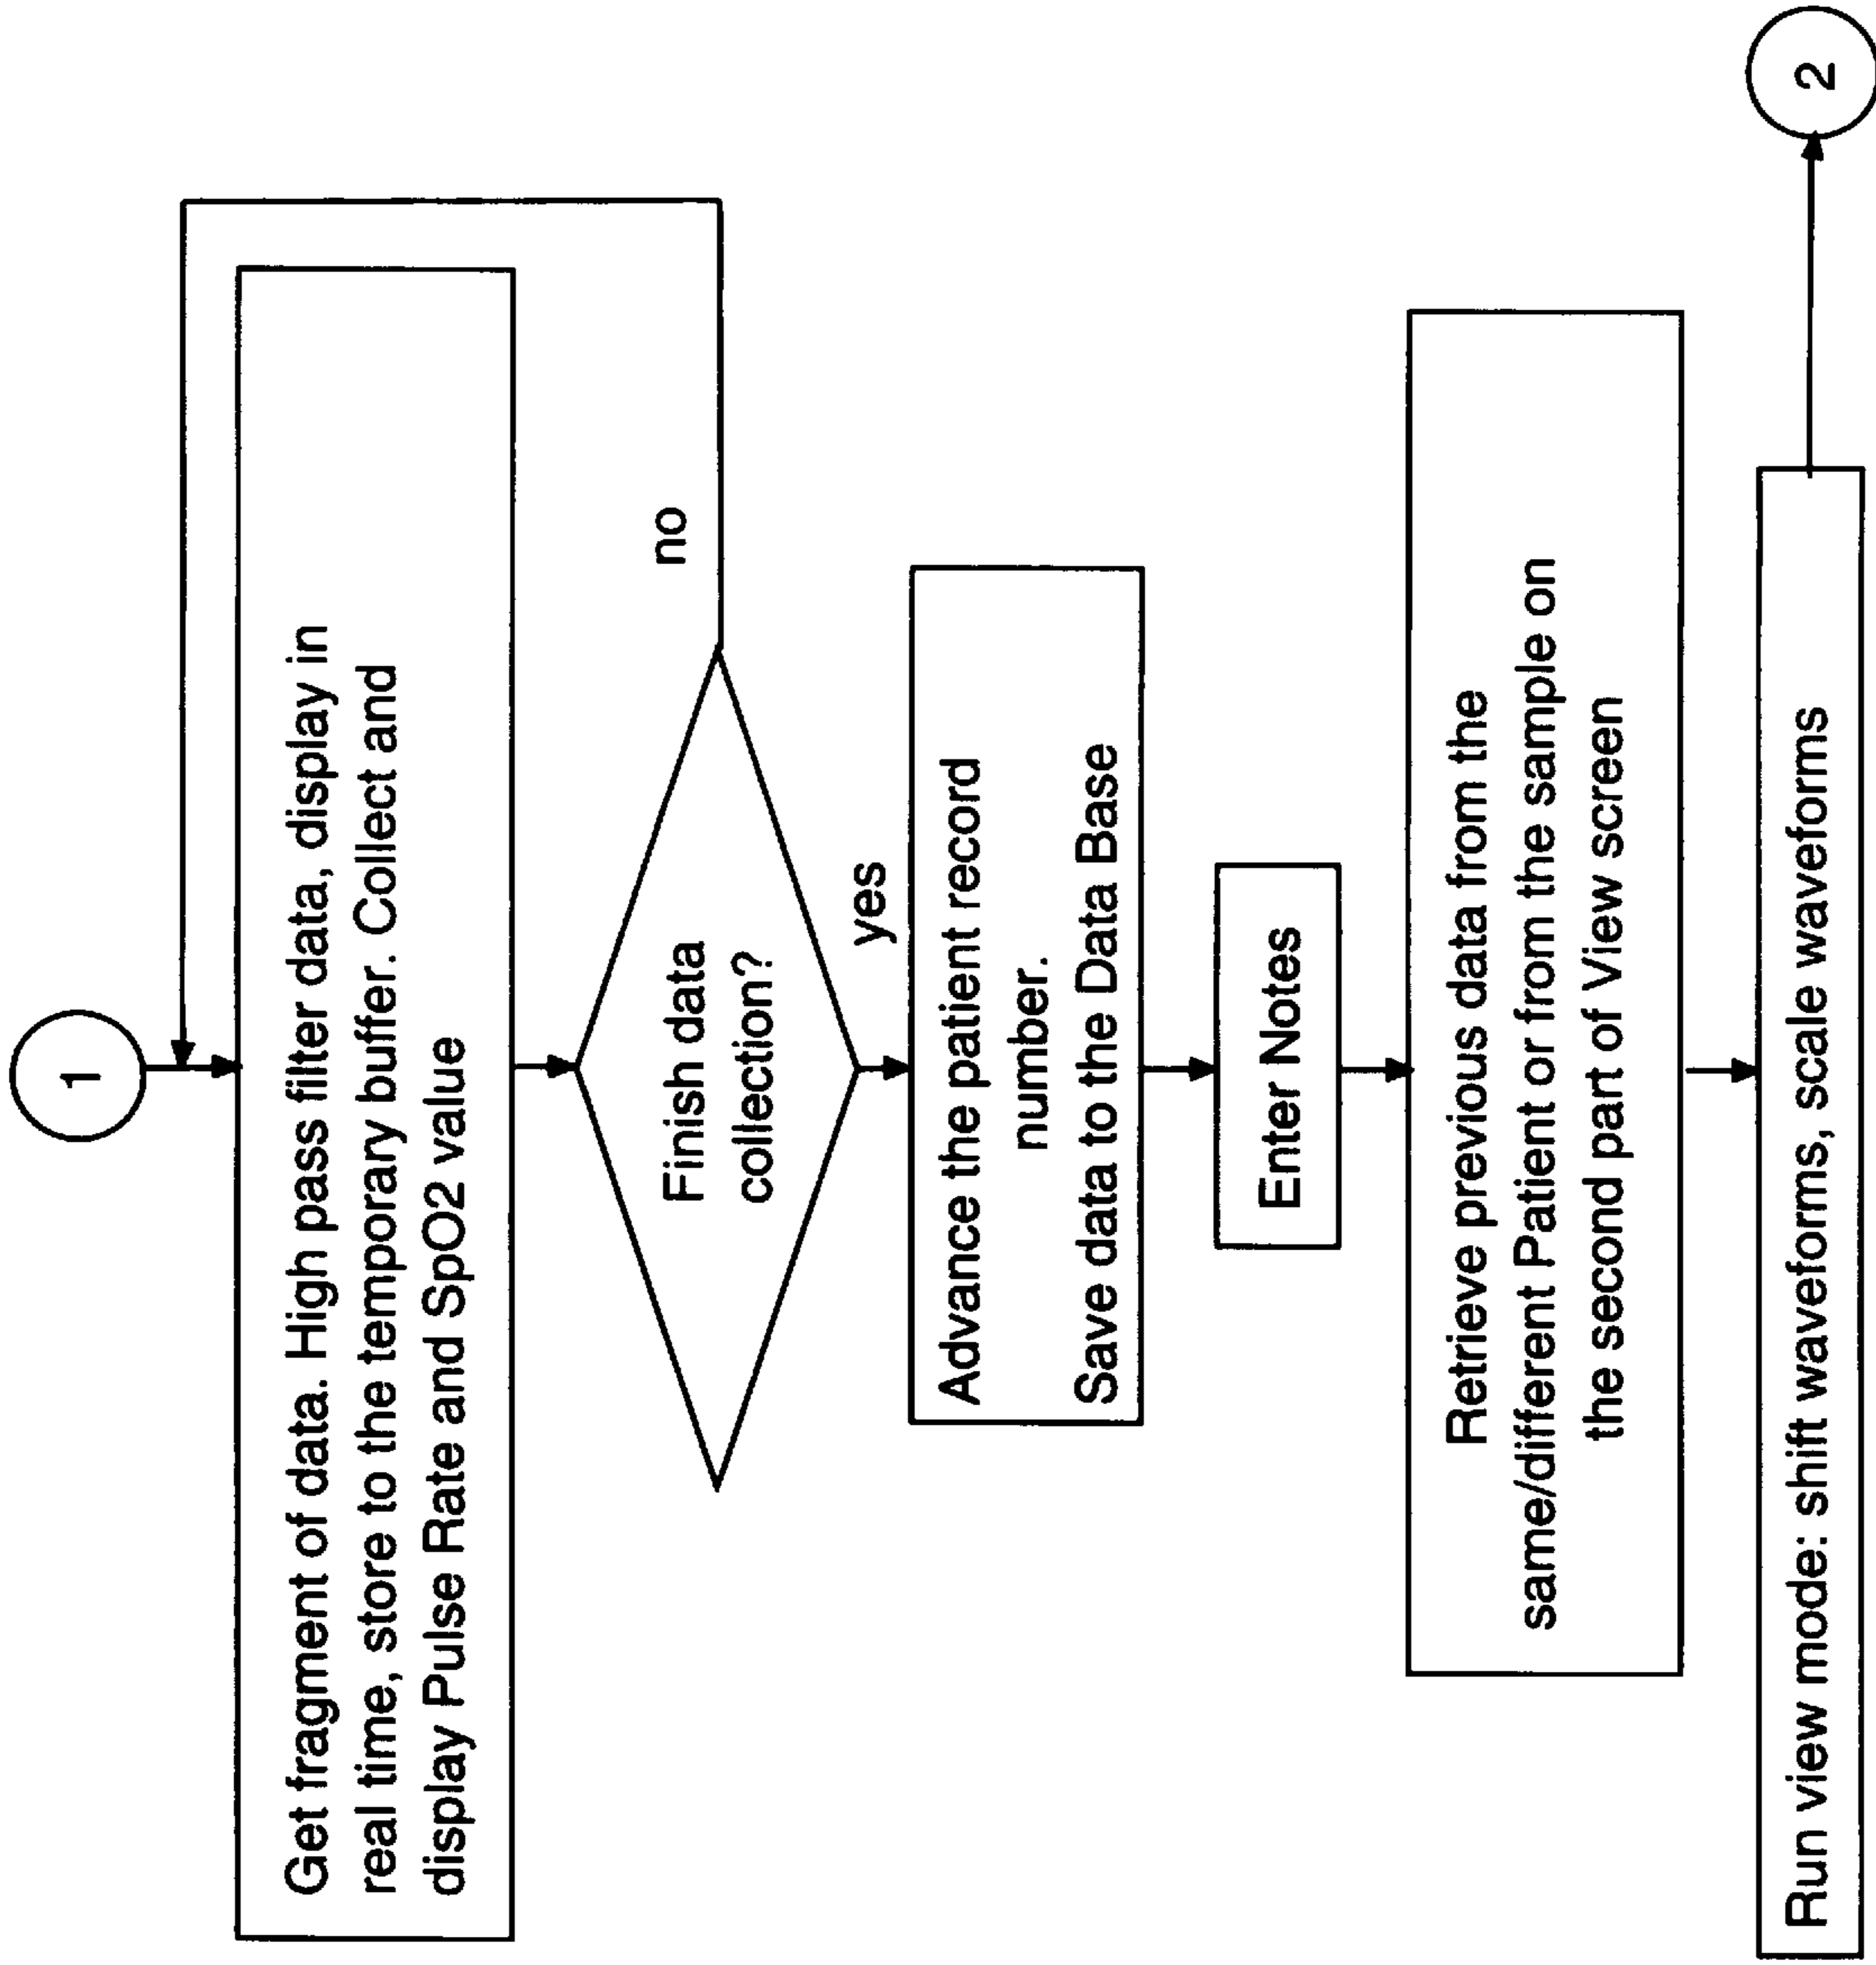 1
Get fragment of data. High pass filter data, display in
real time, store to the temporary buffer. Collect and
display Pulse Rate and SpO2 value
Finish data
collection?
no
yes
Advance the patient record
number.
Save data to the Data Base
Enter Notes
Retrieve previous data from the
same/different Patient or from the sample on
the second part of View screen
Run view mode: shift waveforms, scale waveforms
2